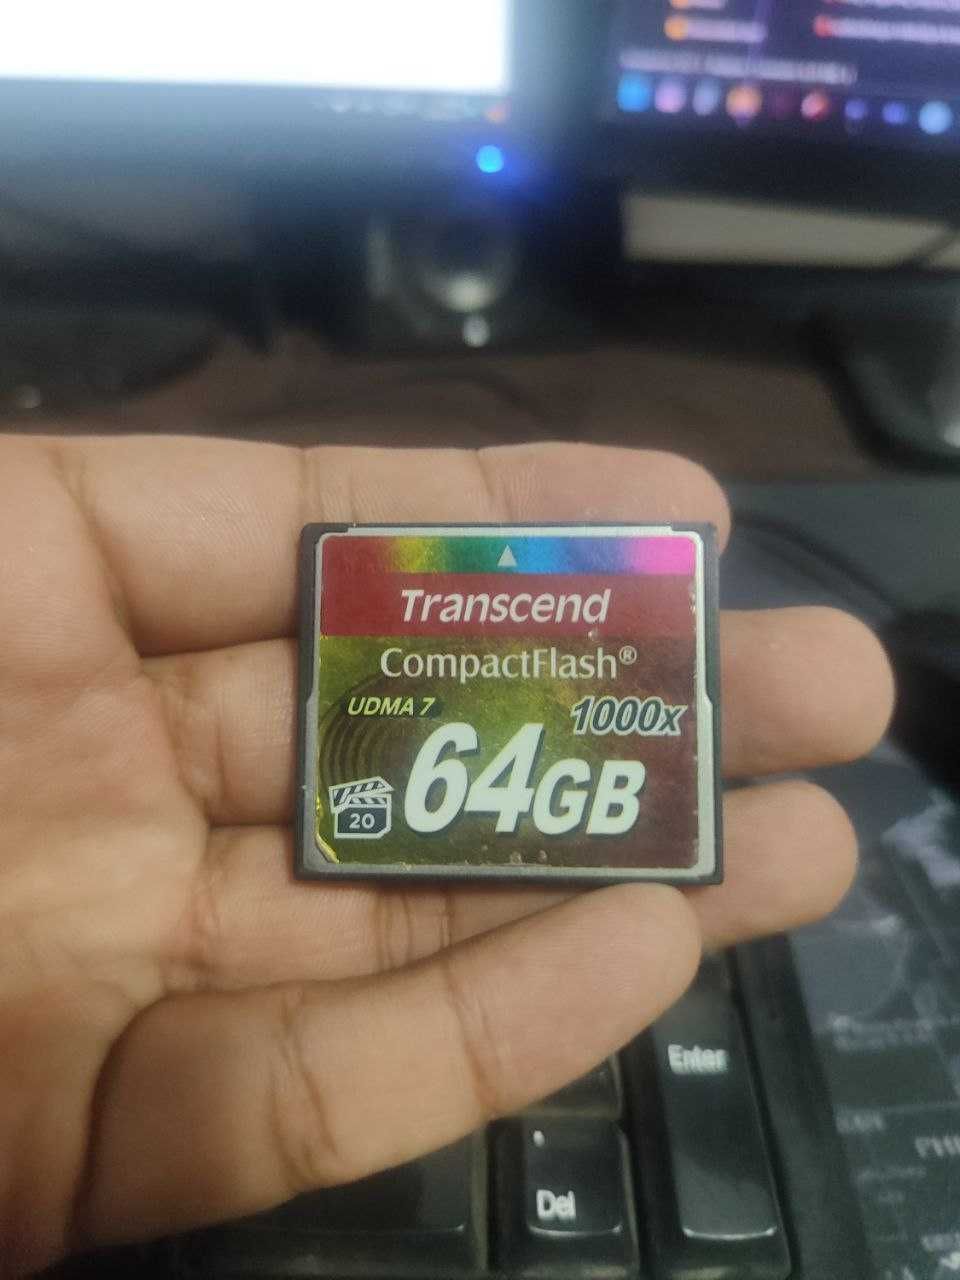 Transcend
CompactFlash®
UDMA 7
1000x
64GB
20
Enter
Del